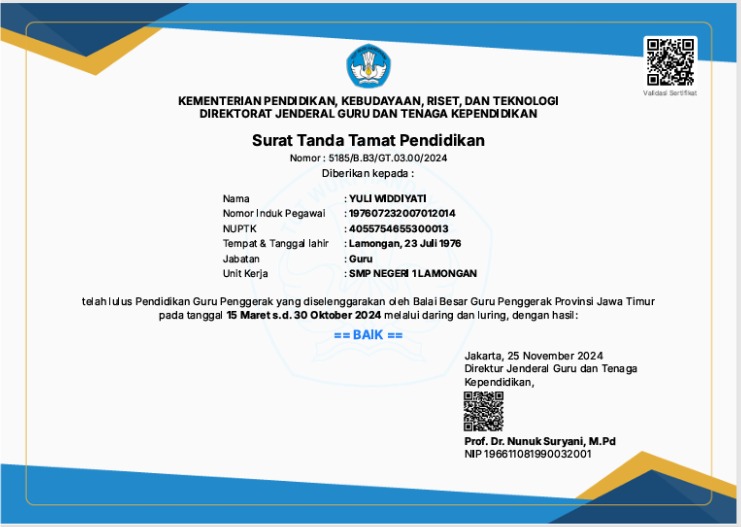 Validasi Sertifikat
KEMENTERIAN PENDIDIKAN, KEBUDAYAAN, RISET, DAN TEKNOLOGI
DIREKTORAT JENDERAL GURU DAN TENAGA KEPENDIDIKAN
Surat Tanda Tamat Pendidikan
Nomor : 5185/B.B3/GT.03.00/2024
Diberikan kepada :
Nama : YULI WIDDIYATI
Nomor Induk Pegawai : 197607232007012014
NUPTK : 4055754655300013
Tempat & Tanggal lahir : Lamongan, 23 Juli 1976
Jabatan : Guru
Unit Kerja : SMP NEGERI 1 LAMONGAN
telah lulus Pendidikan Guru Penggerak yang diselenggarakan oleh Balai Besar Guru Penggerak Provinsi Jawa Timur
pada tanggal 15 Maret s.d. 30 Oktober 2024 melalui daring dan luring, dengan hasil:
== BAIK ==
Jakarta, 25 November 2024
Direktur Jenderal Guru dan Tenaga
Kependidikan,
Prof. Dr. Nunuk Suryani, M.Pd
NIP 196611081990032001